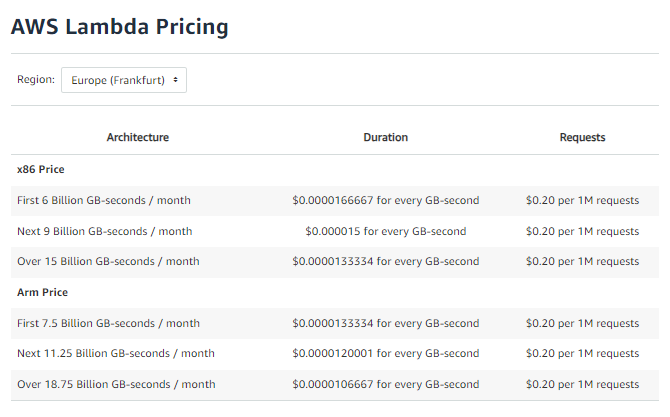 AWS Lambda Pricing
Region: Europe (Frankfurt)
Architecture Duration Requests
x86 Price
First 6 Billion GB-seconds / month $0.0000166667 for every GB-second $0.20 per 1M requests
Next 9 Billion GB-seconds / month $0.000015 for every GB-second $0.20 per 1M requests
Over 15 Billion GB-seconds / month $0.0000133334 for every GB-second $0.20 per 1M requests
Arm Price
First 7.5 Billion GB-seconds / month $0.0000133334 for every GB-second $0.20 per 1M requests
Next 11.25 Billion GB-seconds / month $0.0000120001 for every GB-second $0.20 per 1M requests
Over 18.75 Billion GB-seconds / month $0.0000106667 for every GB-second $0.20 per 1M requests